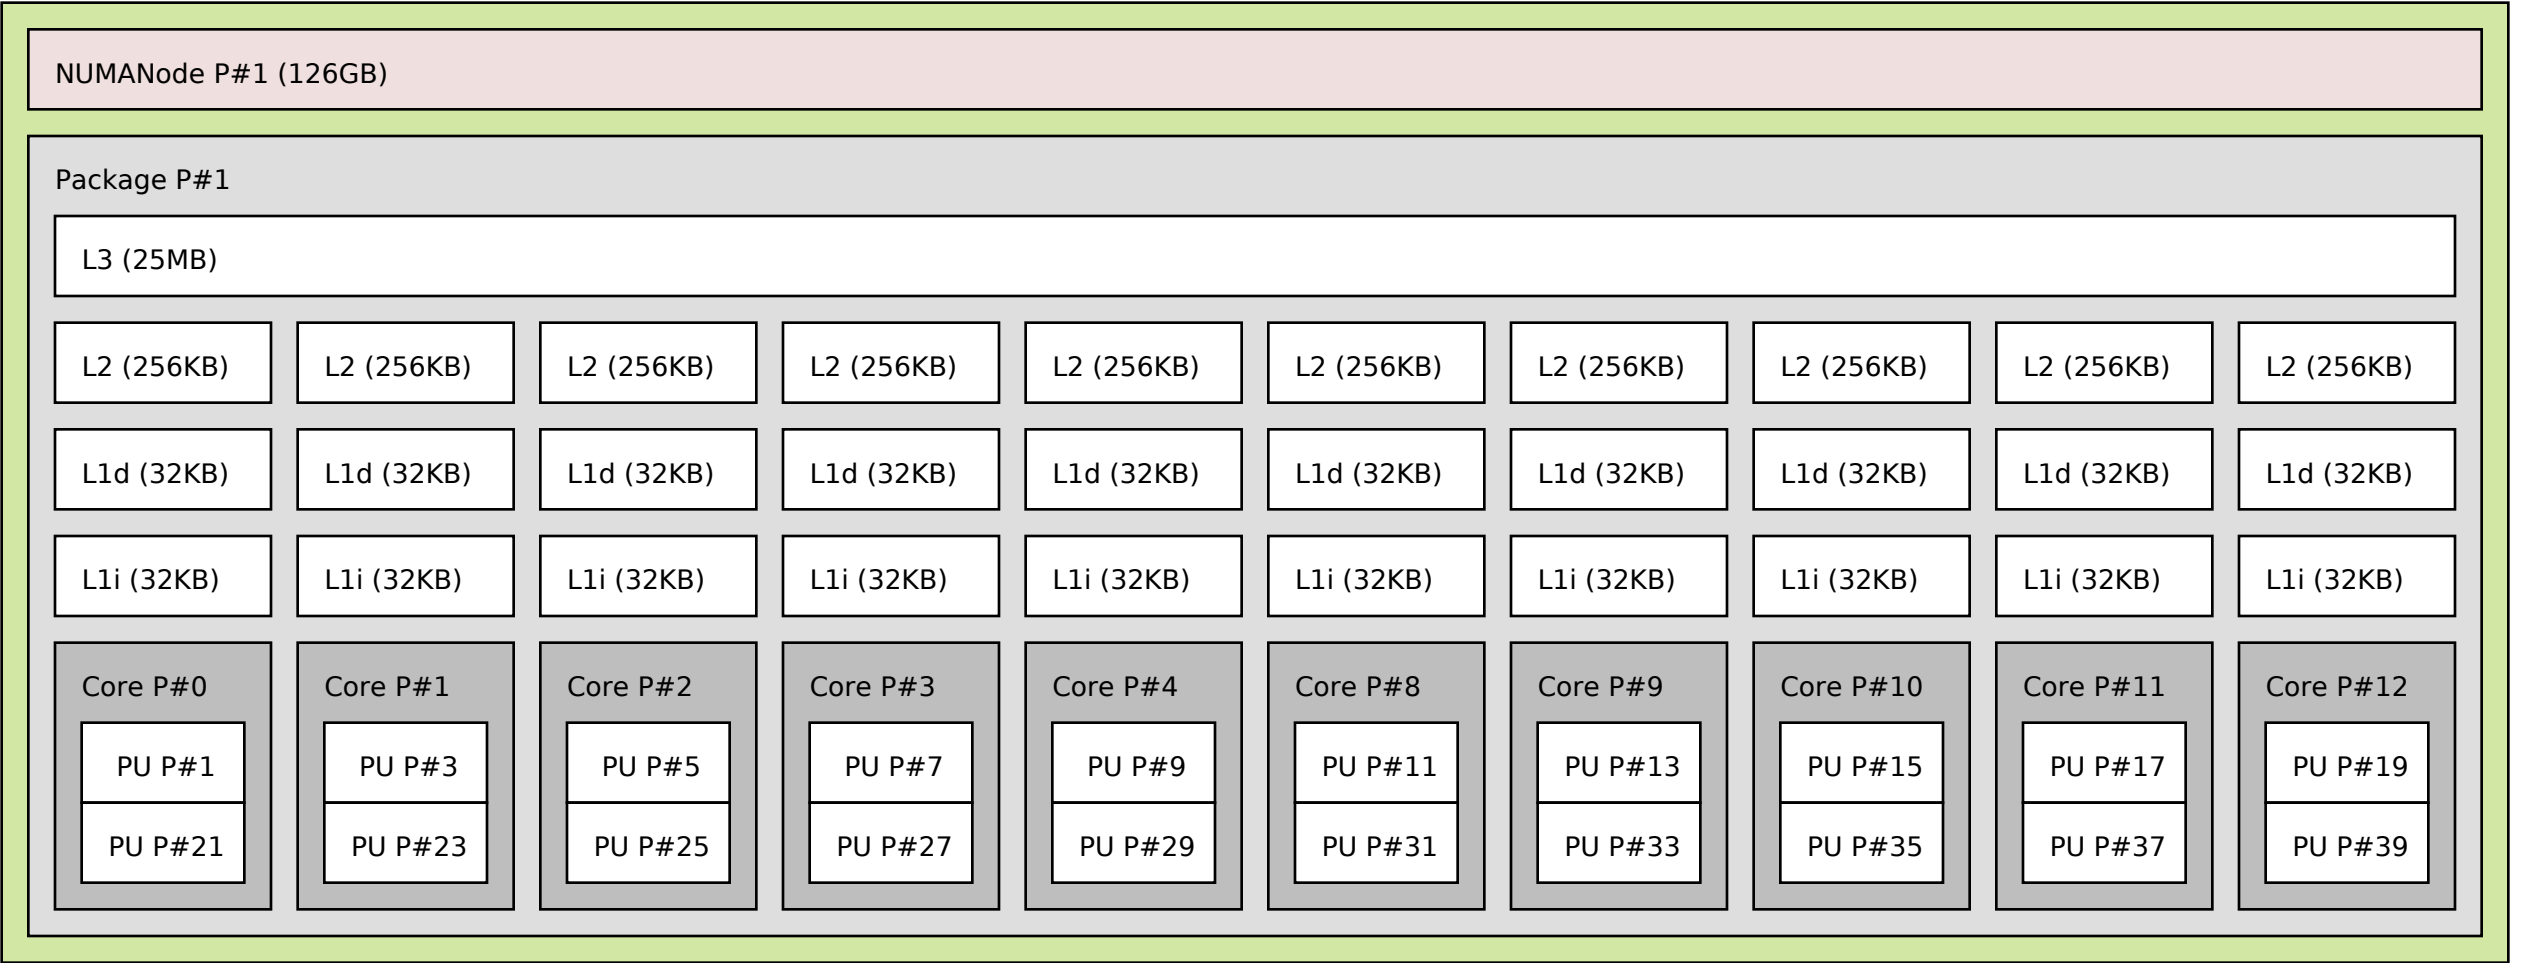 NUMANode P#1 (126GB)
Package P#1
L3 (25MB)
L2 (256KB) L2 (256KB) L2 (256KB) L2 (256KB) L2 (256KB) L2 (256KB) L2 (256KB) L2 (256KB) L2 (256KB) L2 (256KB)
L1d (32KB) L1d (32KB) L1d (32KB) L1d (32KB) L1d (32KB) L1d (32KB) L1d (32KB) L1d (32KB) L1d (32KB) L1d (32KB)
L1i (32KB) L1i (32KB) L1i (32KB) L1i (32KB) L1i (32KB) L1i (32KB) L1i (32KB) L1i (32KB) L1i (32KB) L1i (32KB)
Core P#0 Core P#1 Core P#2 Core P#3 Core P#4 Core P#8 Core P#9 Core P#10 Core P#11 Core P#12
PU P#1 PU P#3 PU P#5 PU P#7 PU P#9 PU P#11 PU P#13 PU P#15 PU P#17 PU P#19
PU P#21 PU P#23 PU P#25 PU P#27 PU P#29 PU P#31 PU P#33 PU P#35 PU P#37 PU P#39